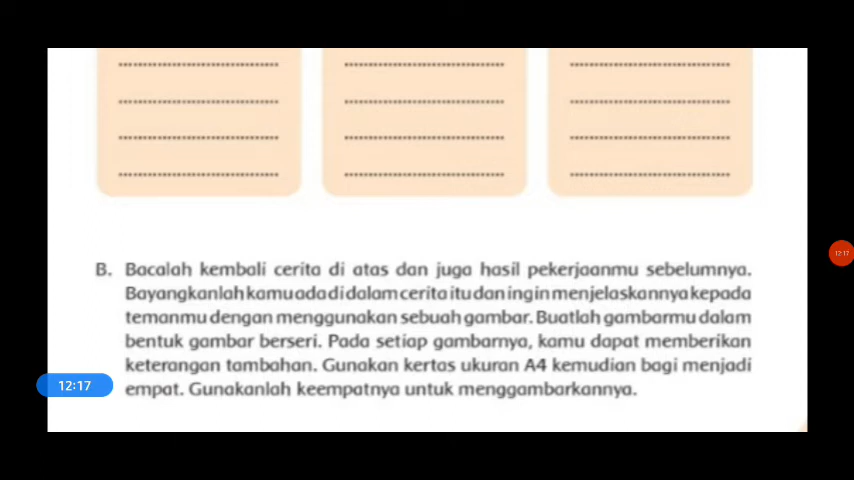 B. Bacalah kembali cerita di atas dan juga hasil pekerjaanmu sebelumnya.
Bayangkanlah kamu ada di dalam cerita itu dan ingin menjelaskannya kepada
temanmu dengan menggunakan sebuah gambar. Buatlah gambarmu dalam
bentuk gambar berseri. Pada setiap gambarnya, kamu dapat memberikan
keterangan tambahan. Gunakan kertas ukuran A4 kemudian bagi menjadi
empat. Gunakanlah keempatnya untuk menggambarkannya.
12:17
12:17